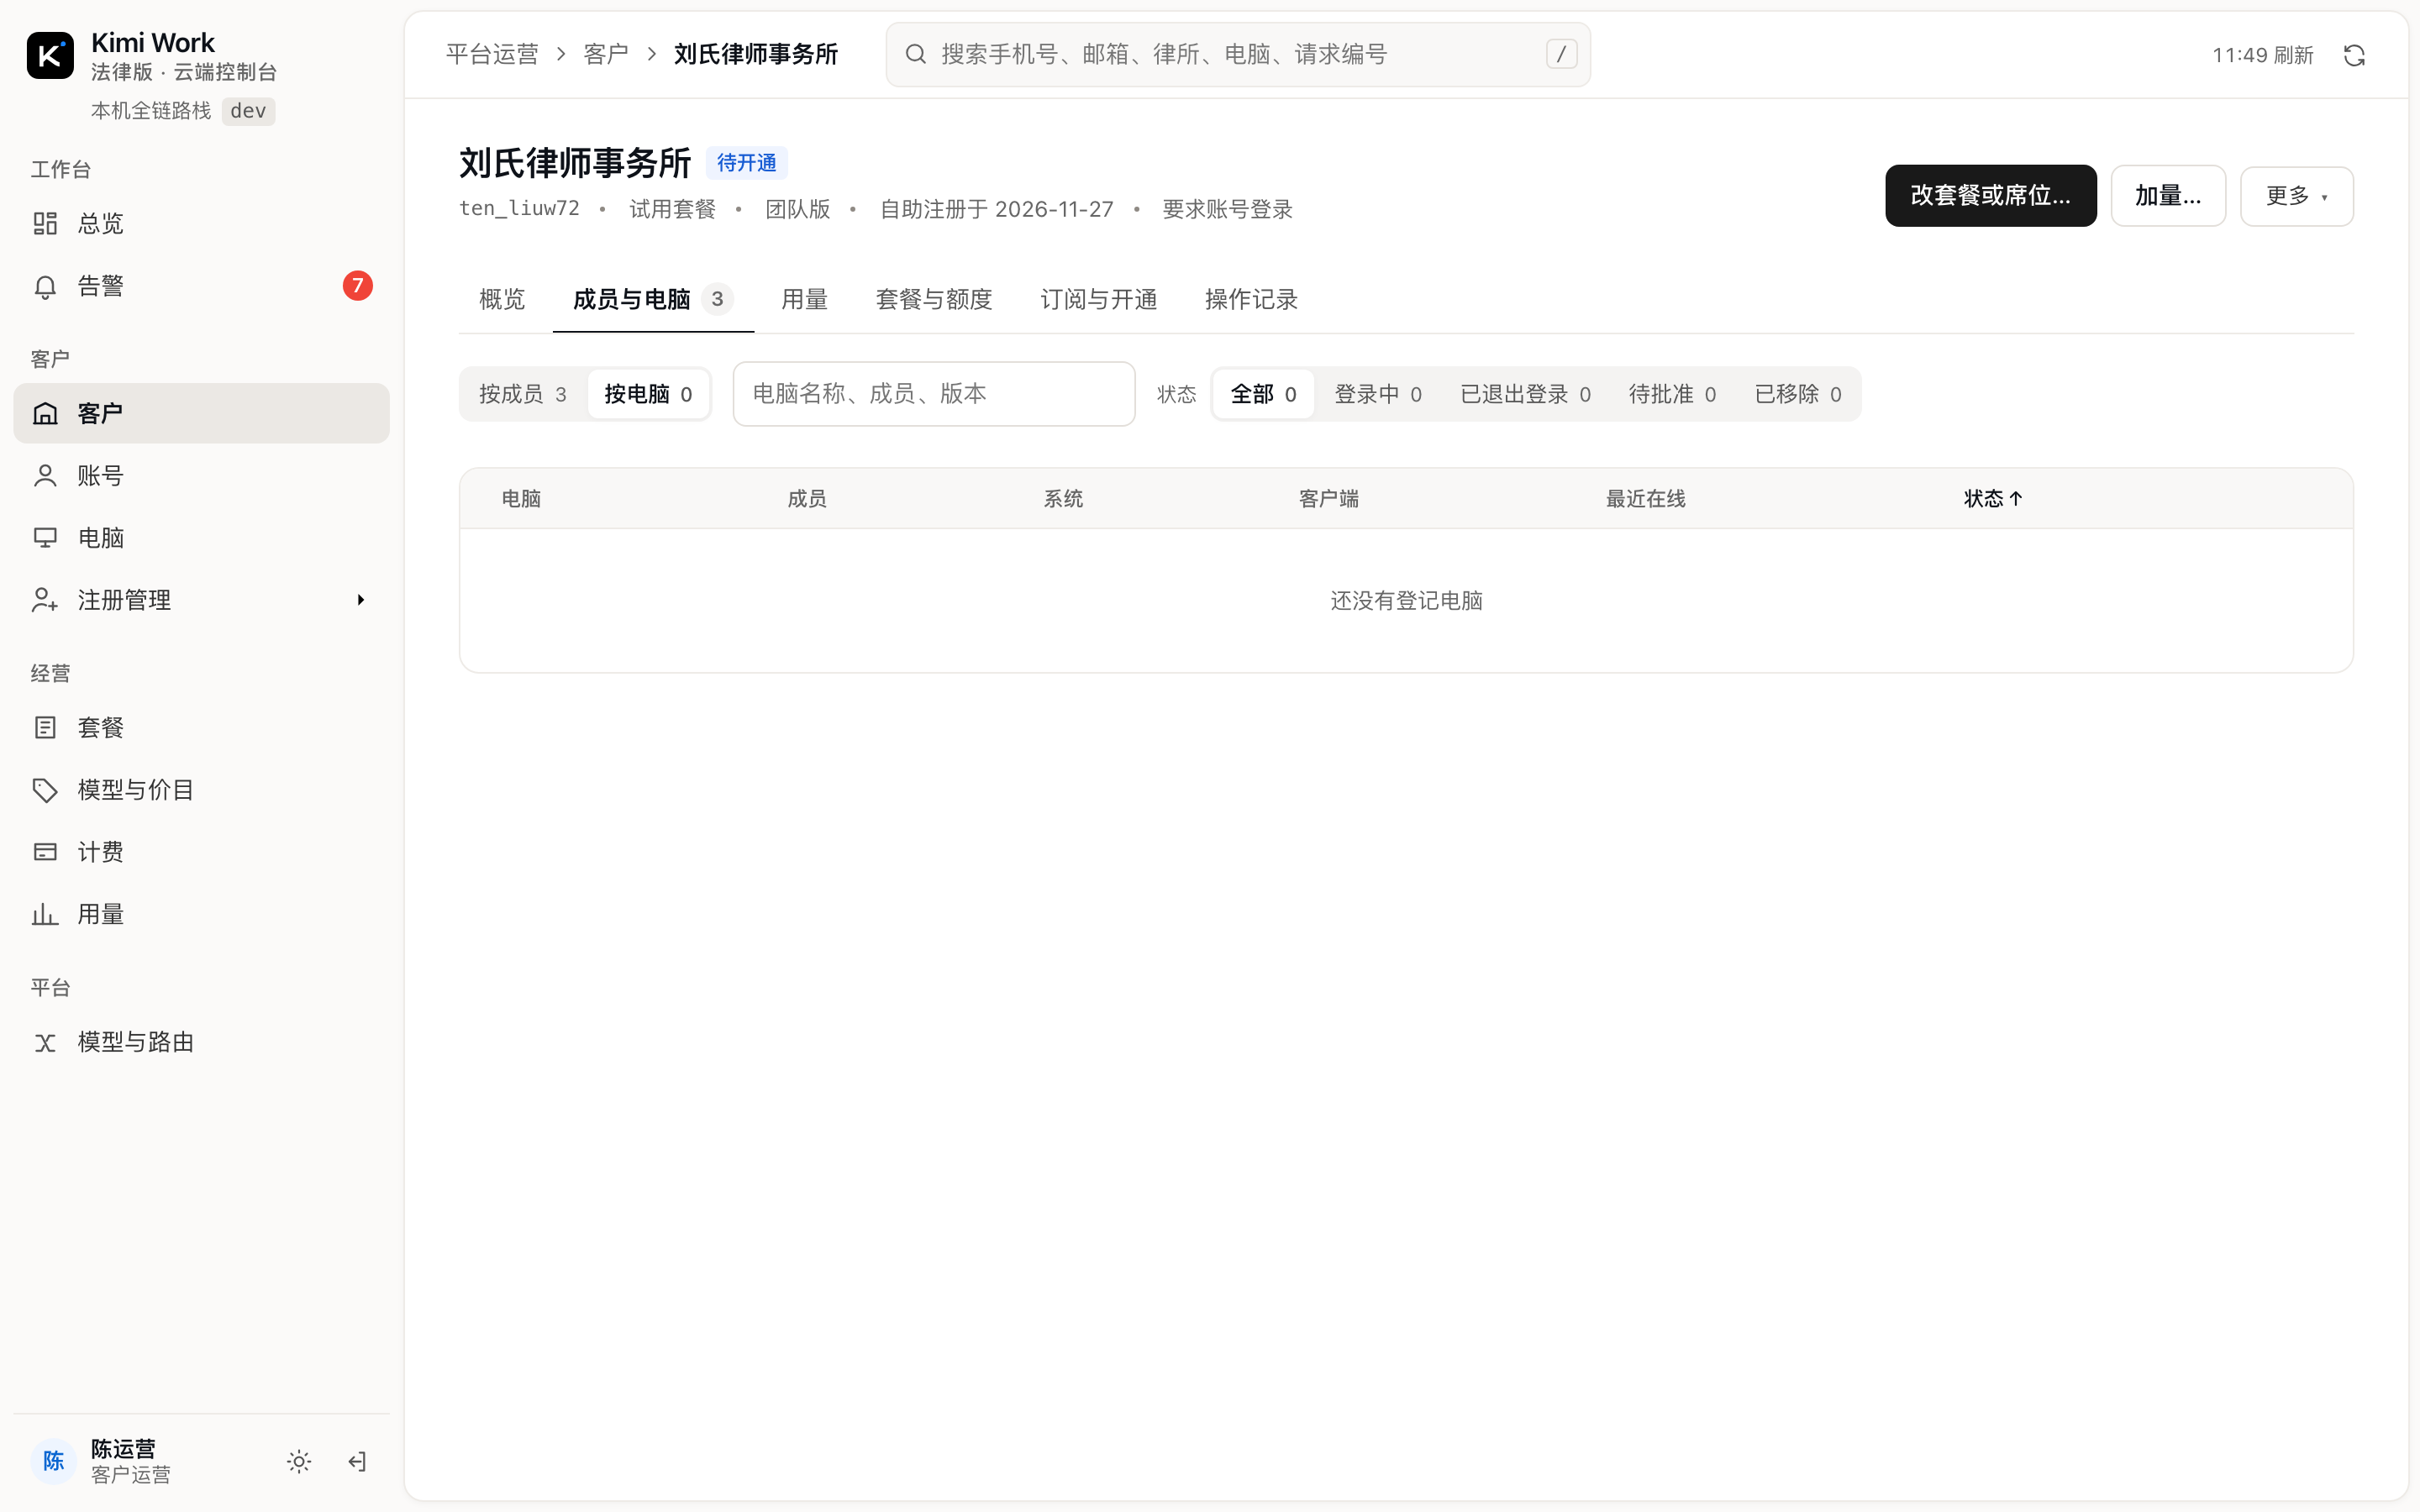 Kimi Work
法律版 · 云端控制台
本机全链路栈 dev
工作台
总览
告警 7
客户
客户
账号
电脑
注册管理
经营
套餐
模型与价目
计费
用量
平台
模型与路由
陈 陈运营
客户运营
平台运营 > 客户 > 刘氏律师事务所
搜索手机号、邮箱、律所、电脑、请求编号 /
11:49 刷新
刘氏律师事务所 待开通
ten_liuw72 • 试用套餐 • 团队版 • 自助注册于 2026-11-27 • 要求账号登录
改套餐或席位... 加量... 更多
概览 成员与电脑 3 用量 套餐与额度 订阅与开通 操作记录
按成员 3 按电脑 0 电脑名称、成员、版本 状态 全部 0 登录中 0 已退出登录 0 待批准 0 已移除 0
电脑 成员 系统 客户端 最近在线 状态 ↑
还没有登记电脑